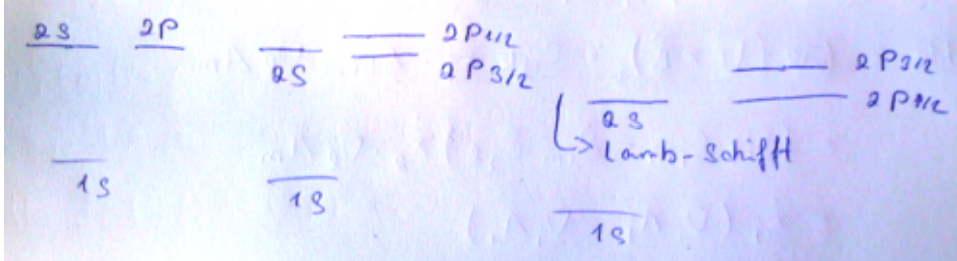 2S 2P
2S
2P1/2
2P3/2
2P3/2
2P1/2
2S
Lamb-Schifft
1S
1S
1S